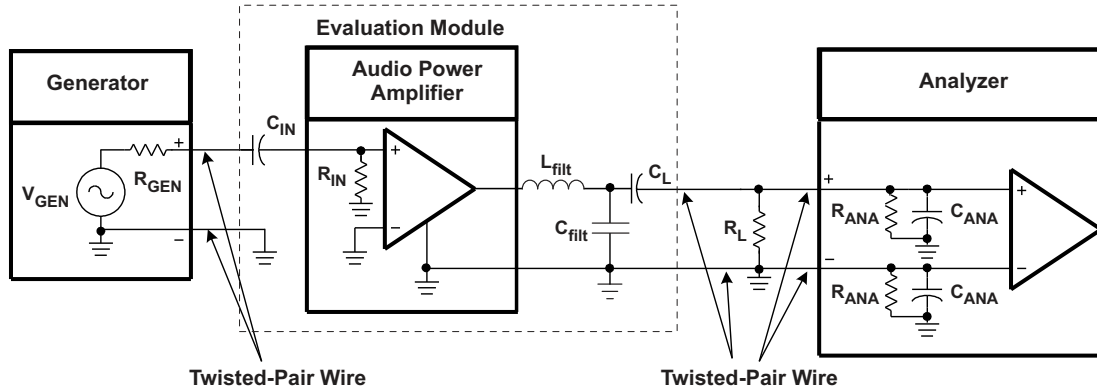 Evaluation Module
Generator
Audio Power
Amplifier
Analyzer
C_IN
+
R_GEN
V_GEN
−
R_IN
+
−
L_filt
C_L
C_filt
R_L
+
R_ANA
C_ANA
+
−
R_ANA
C_ANA
−
Twisted-Pair Wire
Twisted-Pair Wire